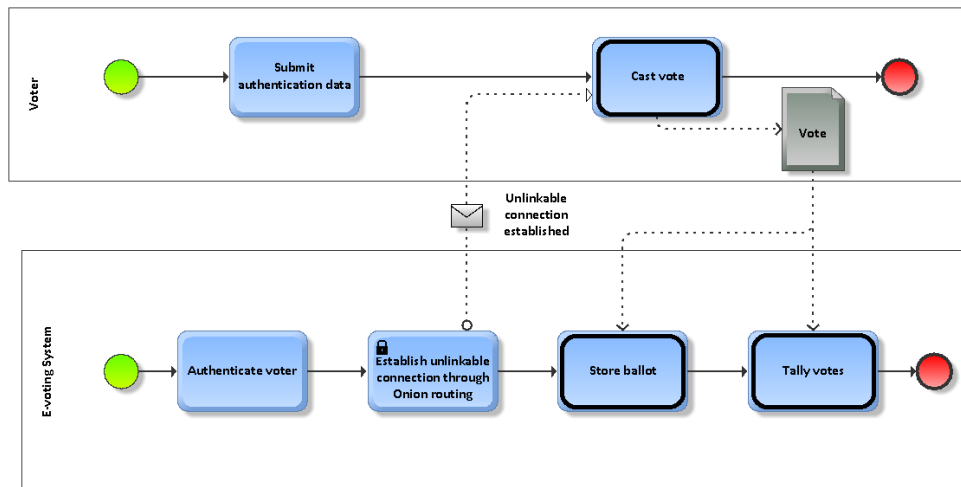 Voter
Submit
authentication data
Cast vote
Vote
Unlinkable
connection
established
E-voting System
Authenticate voter
Establish unlinkable
connection through
Onion routing
Store ballot
Tally votes